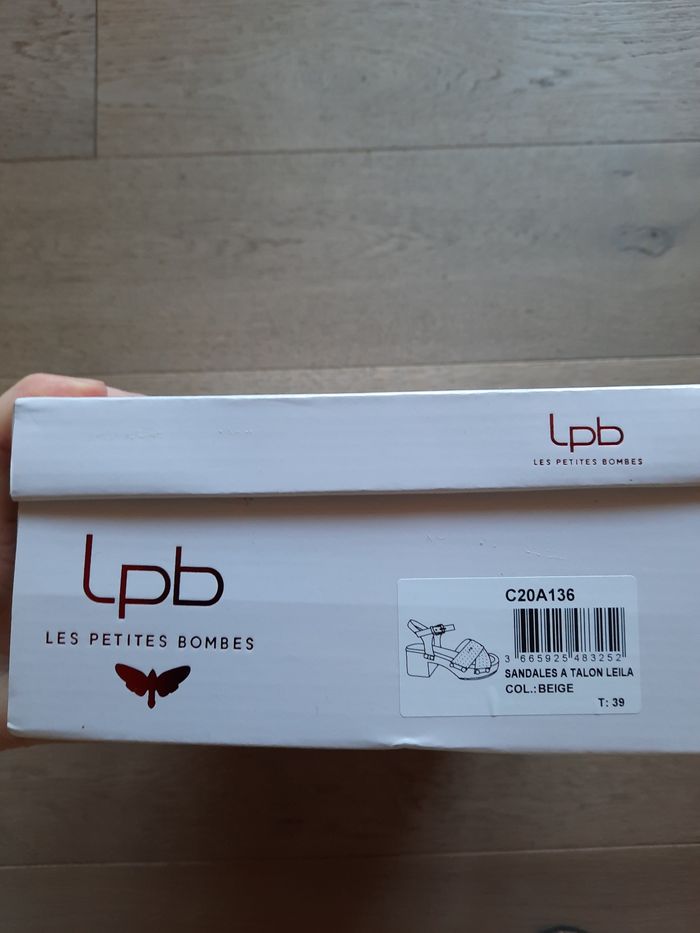 lpb
LES PETITES BOMBES
lpb
LES PETITES BOMBES
C20A136
3 665925 483252
SANDALES A TALON LEILA
COL.:BEIGE
T: 39